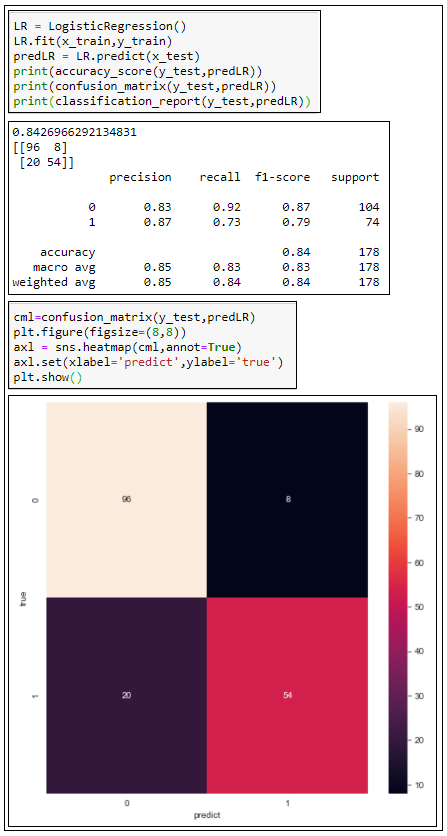 LR = LogisticRegression()
LR.fit(x_train,y_train)
predLR = LR.predict(x_test)
print(accuracy_score(y_test,predLR))
print(confusion_matrix(y_test,predLR))
print(classification_report(y_test,predLR))
0.8426966292134831
[[96  8]
 [20 54]]
precision recall f1-score support
0 0.83 0.92 0.87 104
1 0.87 0.73 0.79 74
accuracy 0.84 178
macro avg 0.85 0.83 0.83 178
weighted avg 0.85 0.84 0.84 178
cml=confusion_matrix(y_test,predLR)
plt.figure(figsize=(8,8))
axl = sns.heatmap(cml,annot=True)
axl.set(xlabel='predict',ylabel='true')
plt.show()
90
80
70
60
50
40
30
20
10
0
96 8
true
1
20 54
0 1
predict